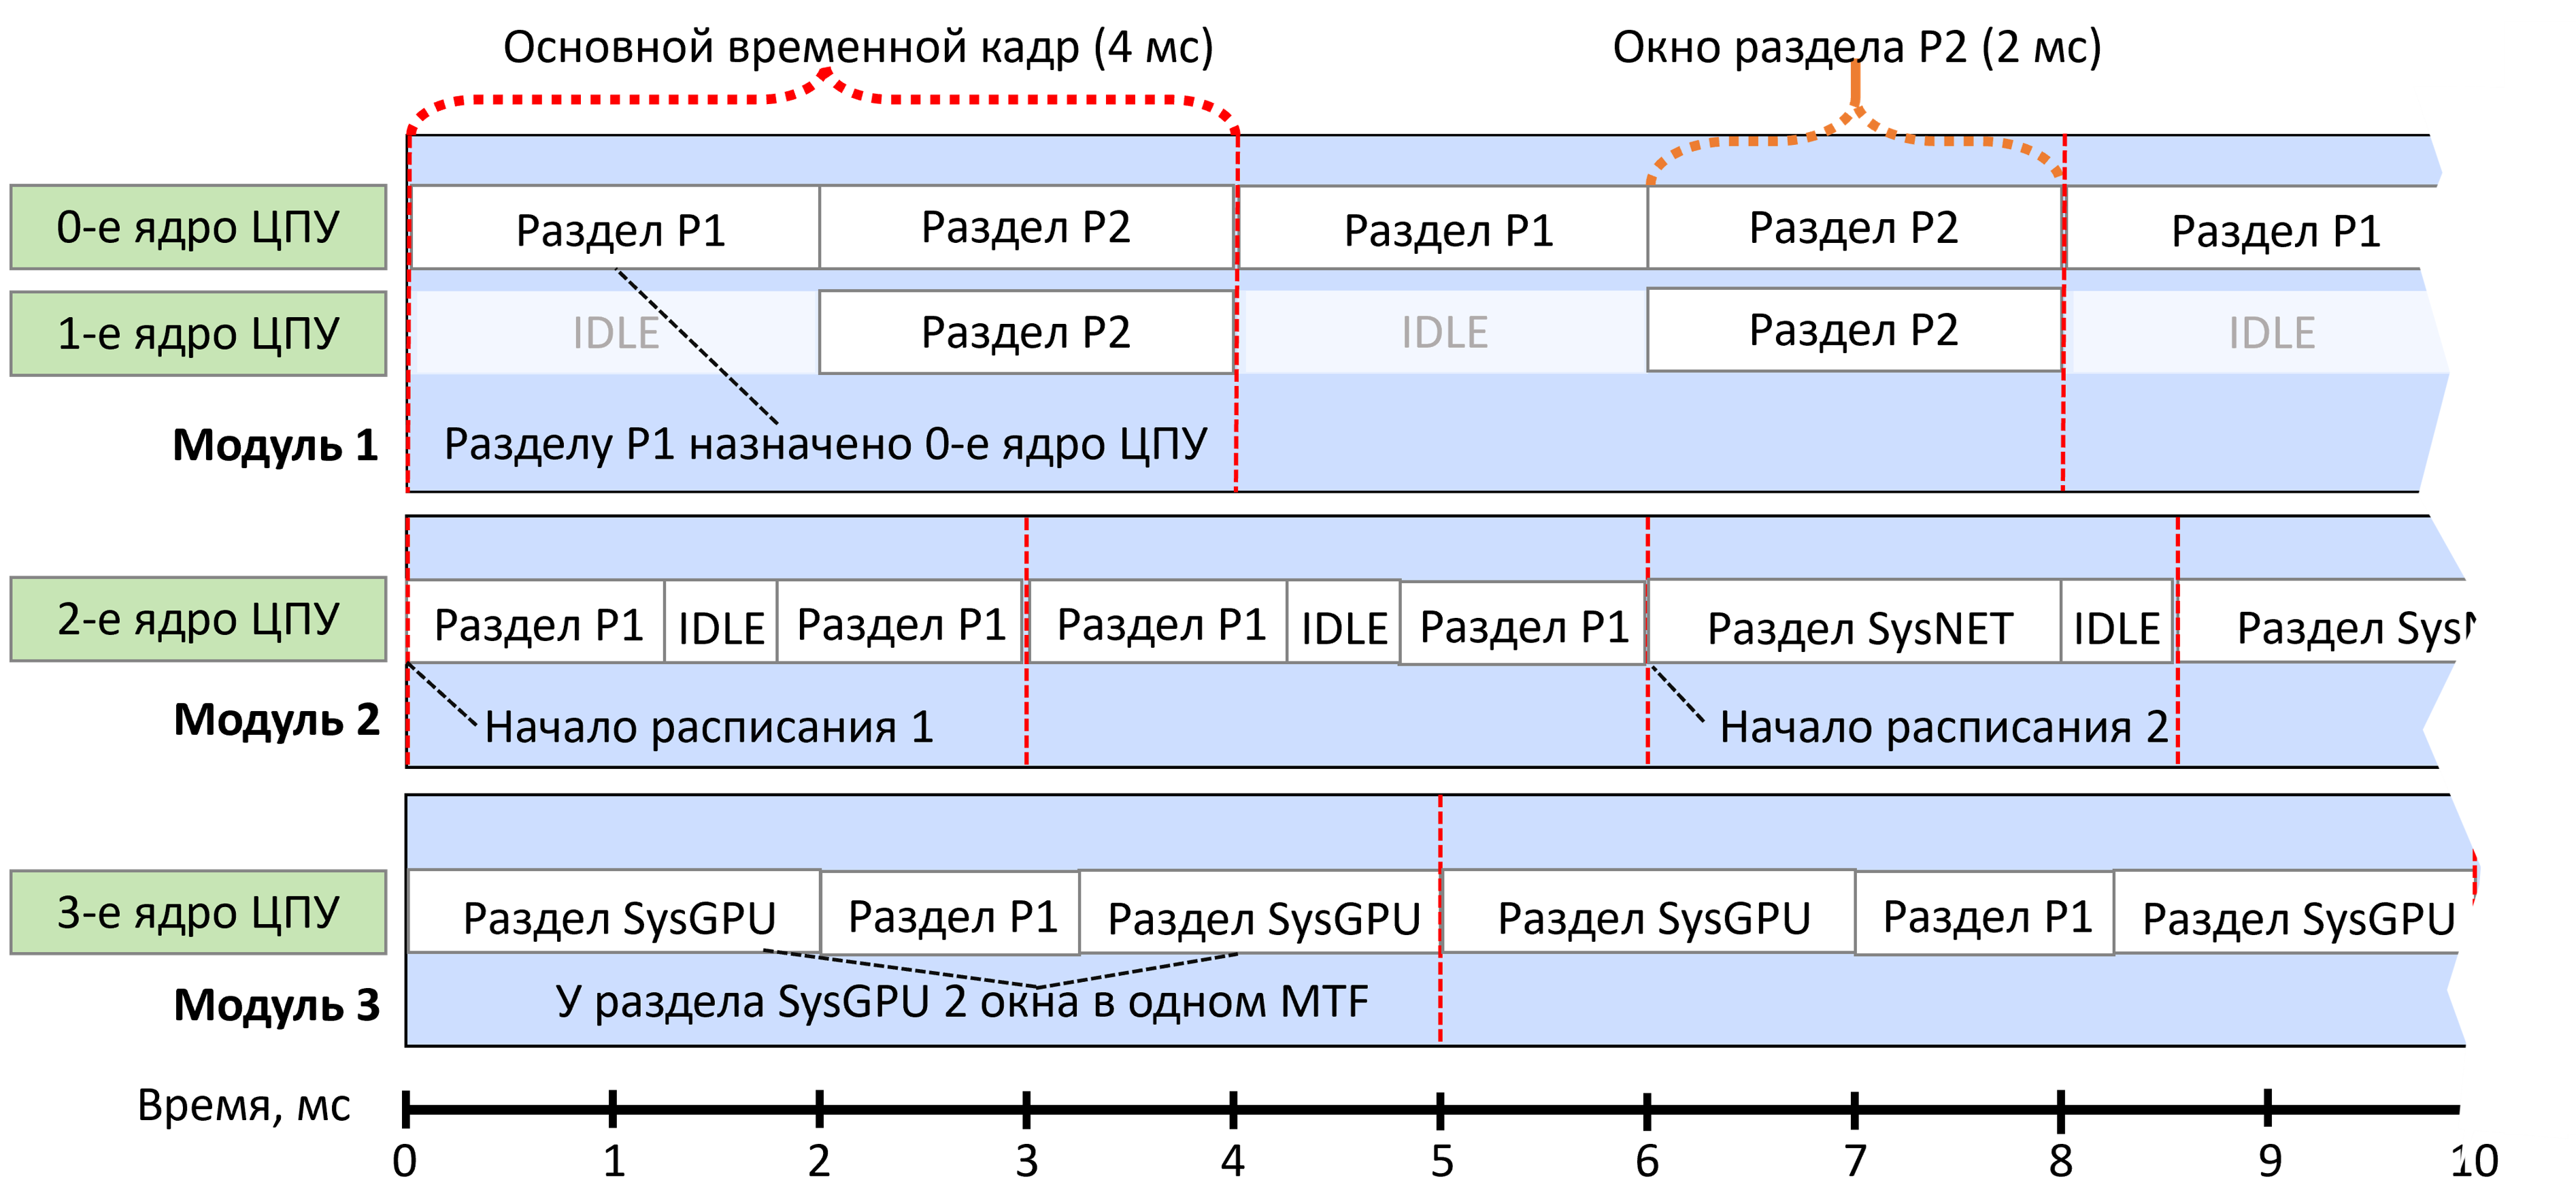 Основной временной кадр (4 мс) Окно раздела P2 (2 мс)
0-е ядро ЦПУ Раздел P1 Раздел P2 Раздел P1 Раздел P2 Раздел P1
1-е ядро ЦПУ IDLE Раздел P2 IDLE Раздел P2 IDLE
Модуль 1 Разделу P1 назначено 0-е ядро ЦПУ
2-е ядро ЦПУ Раздел P1 IDLE Раздел P1 Раздел P1 IDLE Раздел P1 Раздел SysNET IDLE Раздел Sys
Модуль 2 Начало расписания 1 Начало расписания 2
3-е ядро ЦПУ Раздел SysGPU Раздел P1 Раздел SysGPU Раздел SysGPU Раздел P1 Раздел SysGPU
Модуль 3 У раздела SysGPU 2 окна в одном MTF
Время, мс
0 1 2 3 4 5 6 7 8 9 10